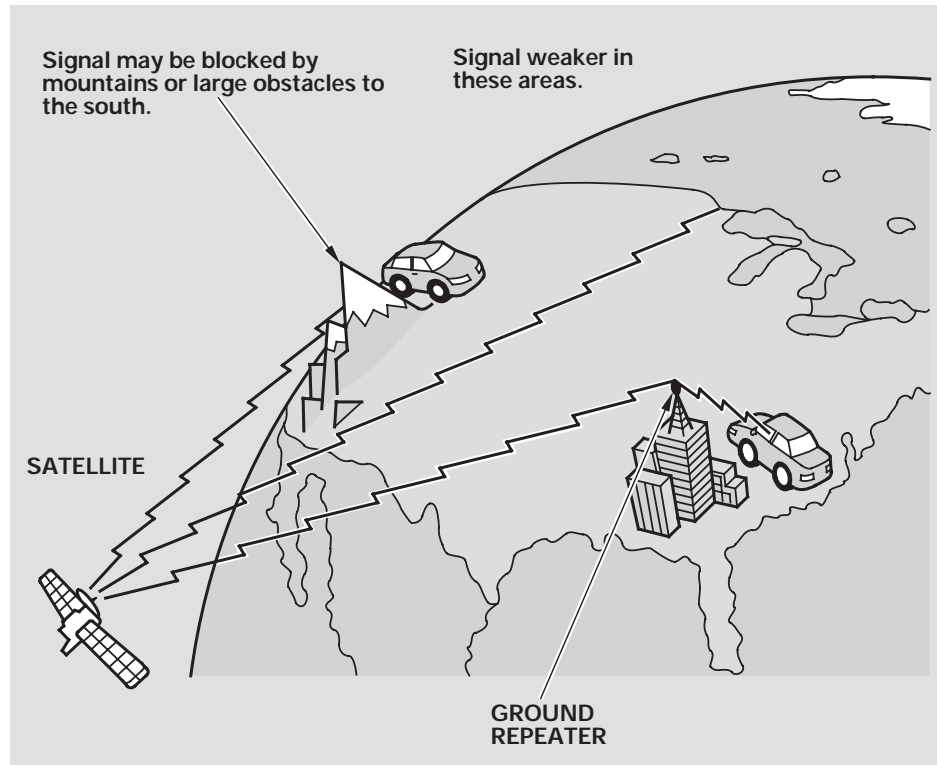 Signal may be blocked by
mountains or large obstacles to
the south.
Signal weaker in
these areas.
SATELLITE
GROUND
REPEATER